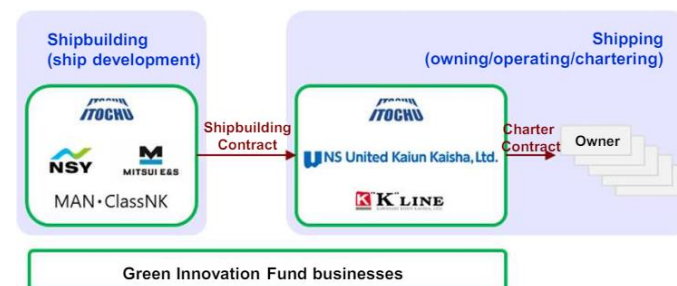 Shipbuilding
(ship development)
Shipping
(owning/operating/chartering)
ITOCHU
NSY
MITSUI E&S
MAN・ClassNK
Shipbuilding
Contract
ITOCHU
NS United Kaiun Kaisha, Ltd.
K "K" LINE
Charter
Contract
Owner
Green Innovation Fund businesses